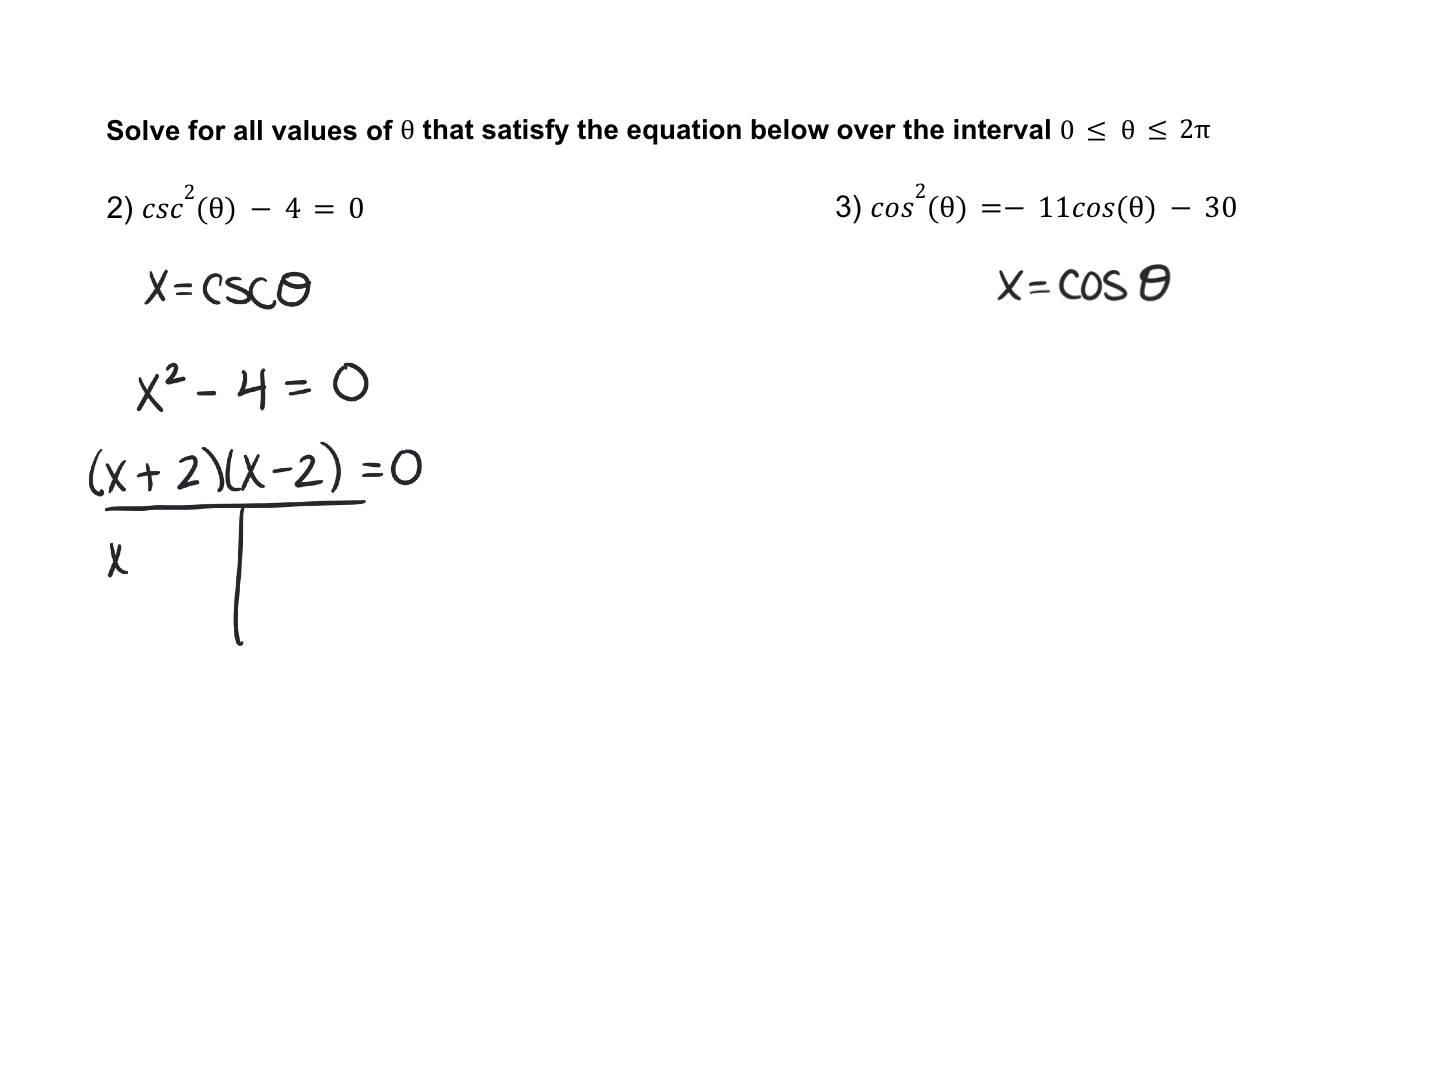 Solve for all values of θ that satisfy the equation below over the interval 0 ≤ θ ≤ 2π
2) csc²(θ) − 4 = 0
x = cscθ
x² - 4 = 0
(x + 2)(x - 2) = 0
x
3) cos²(θ) =− 11cos(θ) − 30
x = cos θ